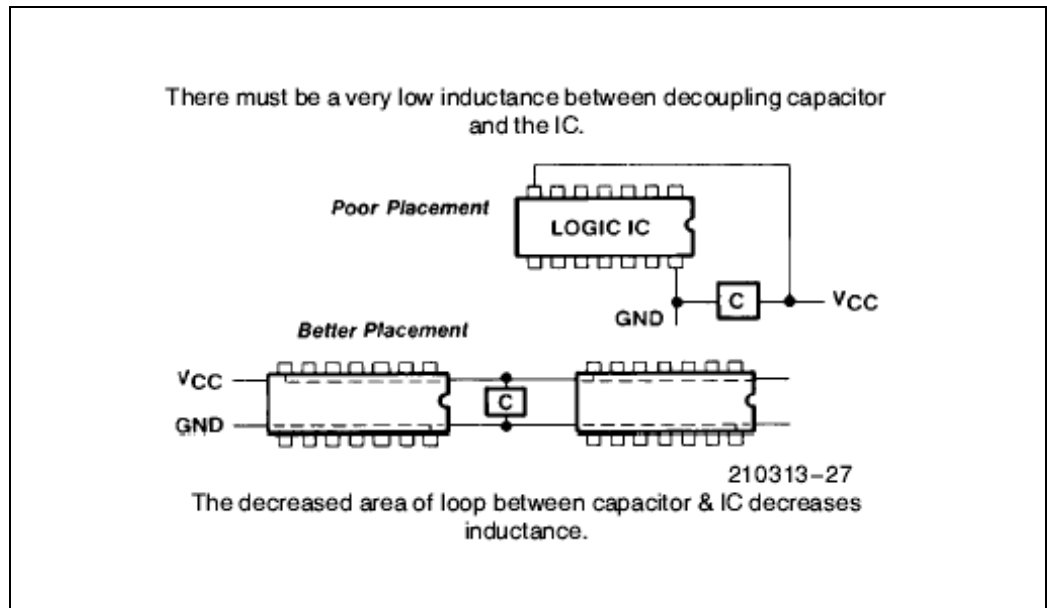 There must be a very low inductance between decoupling capacitor
and the IC.
Poor Placement
LOGIC IC
C
VCC
GND
Better Placement
VCC
C
GND
210313–27
The decreased area of loop between capacitor & IC decreases
inductance.